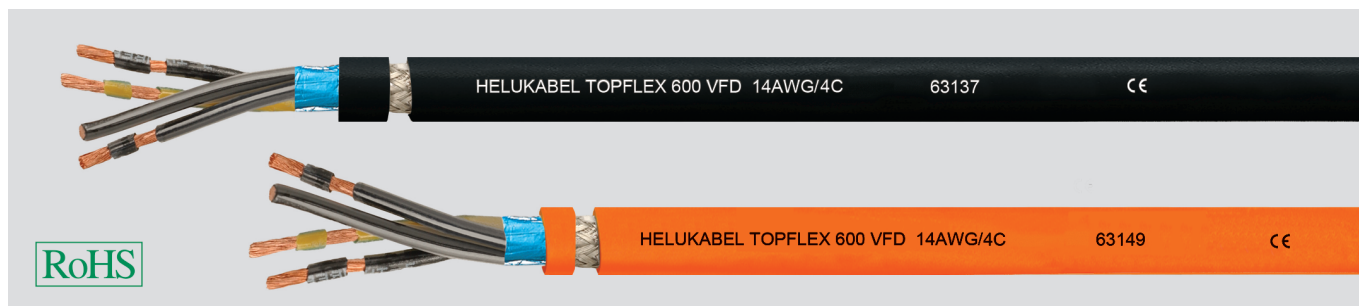 HELUKABEL TOPFLEX 600 VFD 14AWG/4C 63137 CE
HELUKABEL TOPFLEX 600 VFD 14AWG/4C 63149 CE
RoHS